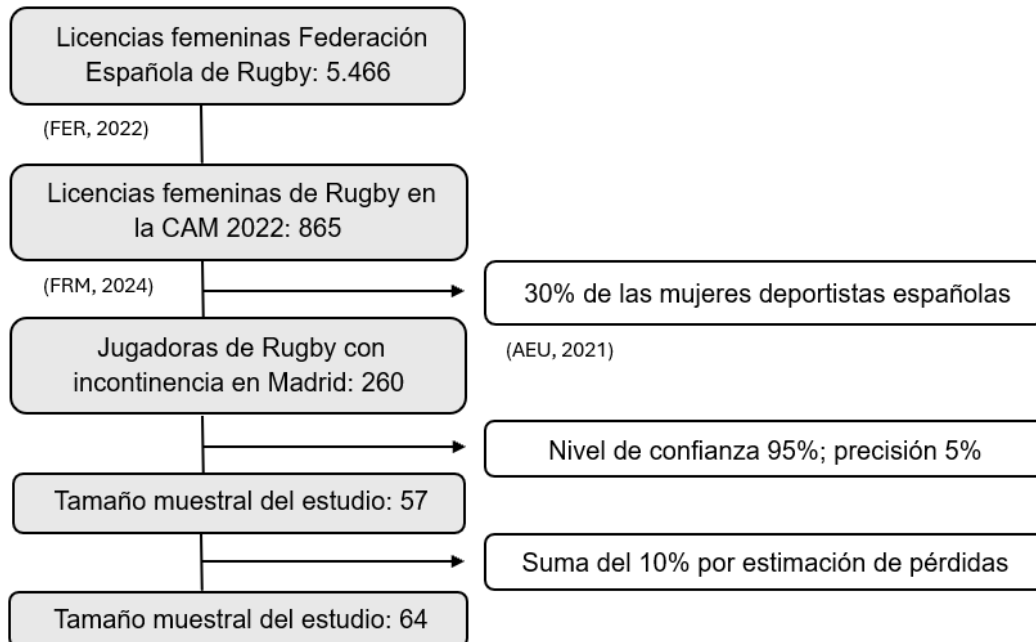 Licencias femeninas Federación
Española de Rugby: 5.466
(FER, 2022)
Licencias femeninas de Rugby en
la CAM 2022: 865
(FRM, 2024)
30% de las mujeres deportistas españolas
(AEU, 2021)
Jugadoras de Rugby con
incontinencia en Madrid: 260
Nivel de confianza 95%; precisión 5%
Tamaño muestral del estudio: 57
Suma del 10% por estimación de pérdidas
Tamaño muestral del estudio: 64